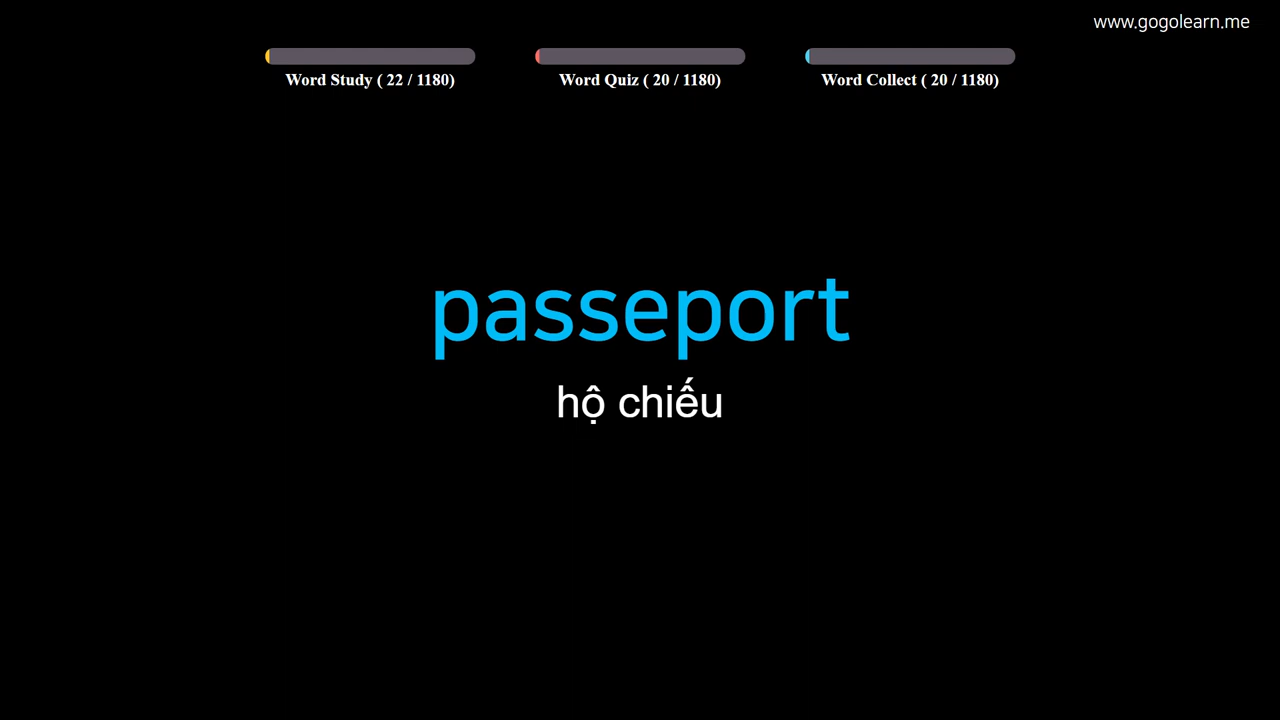 www.gogolearn.me
Word Study ( 22 / 1180)
Word Quiz ( 20 / 1180)
Word Collect ( 20 / 1180)
passeport
hộ chiếu